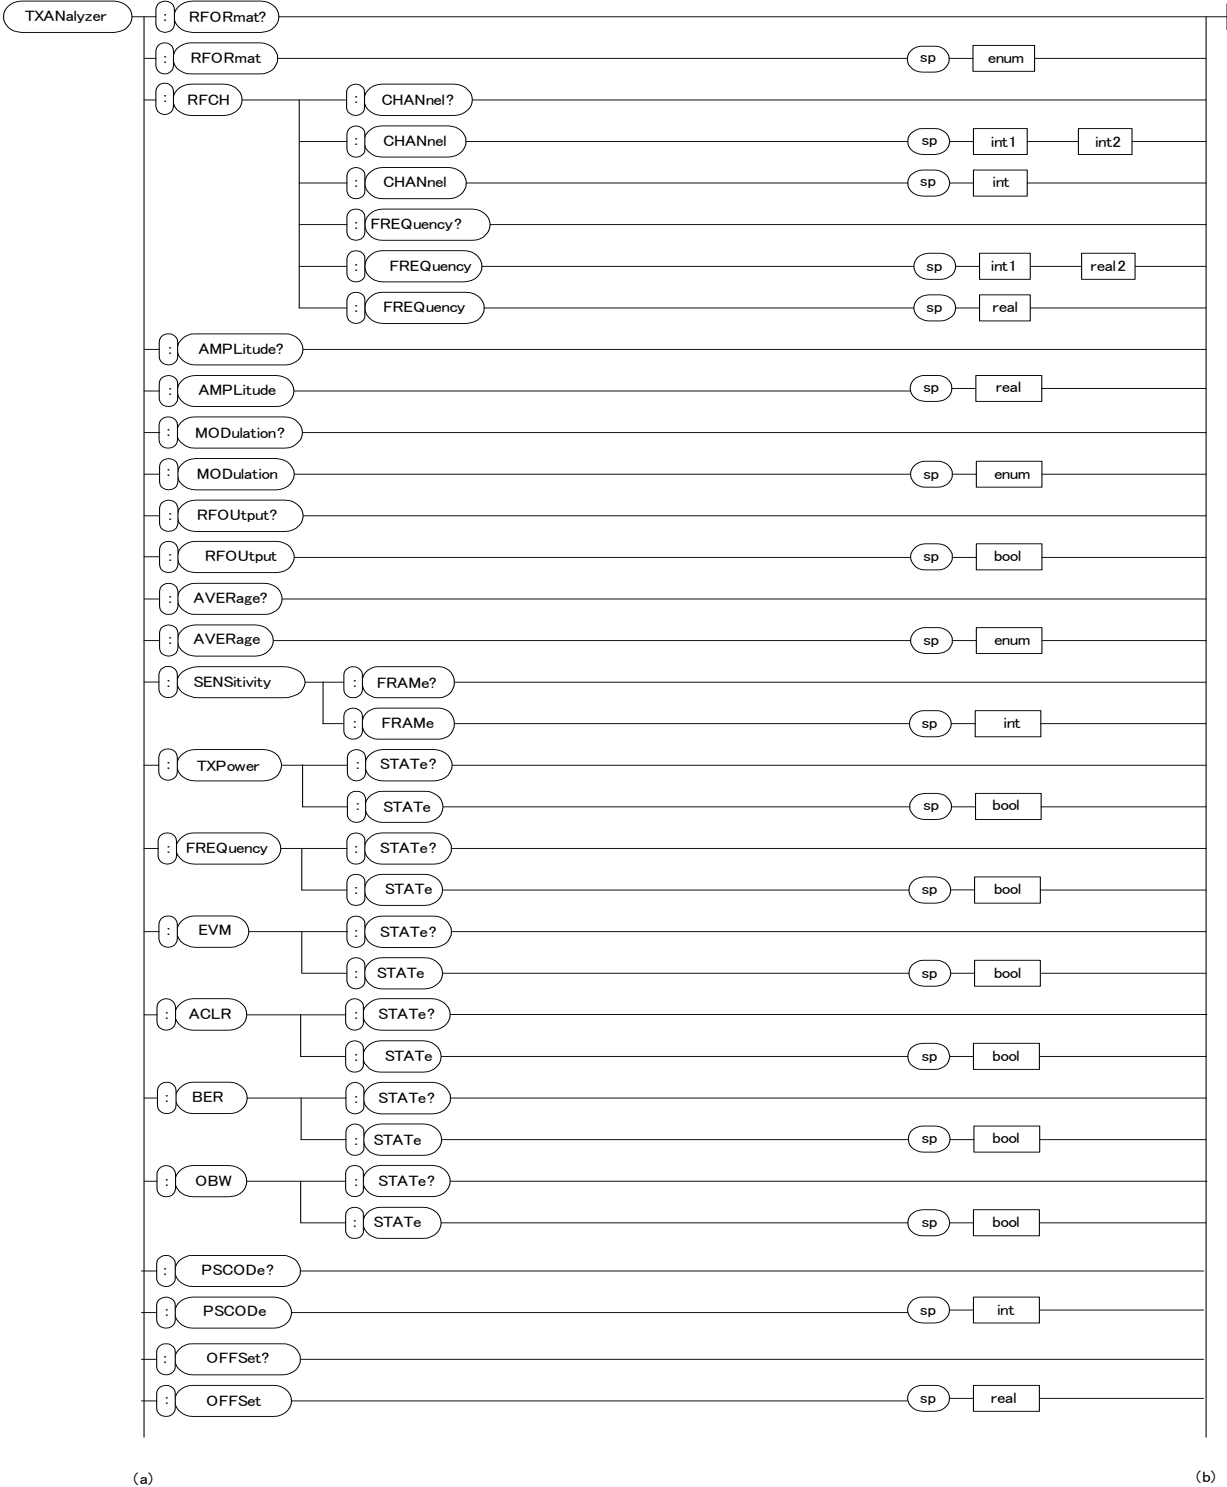 TXANalyzer : RFORmat?
: RFORmat sp enum
: RFCH : CHANnel?
: CHANnel sp int1 int2
: CHANnel sp int
: FREQuency?
: FREQuency sp int1 real2
: FREQuency sp real
: AMPLitude?
: AMPLitude sp real
: MODulation?
: MODulation sp enum
: RFOUtput?
: RFOUtput sp bool
: AVERage?
: AVERage sp enum
: SENSitivity : FRAMe?
: FRAMe sp int
: TXPower : STATe?
: STATe sp bool
: FREQuency : STATe?
: STATe sp bool
: EVM : STATe?
: STATe sp bool
: ACLR : STATe?
: STATe sp bool
: BER : STATe?
: STATe sp bool
: OBW : STATe?
: STATe sp bool
: PSCODe?
: PSCODe sp int
: OFFSet?
: OFFSet sp real
(a) (b)